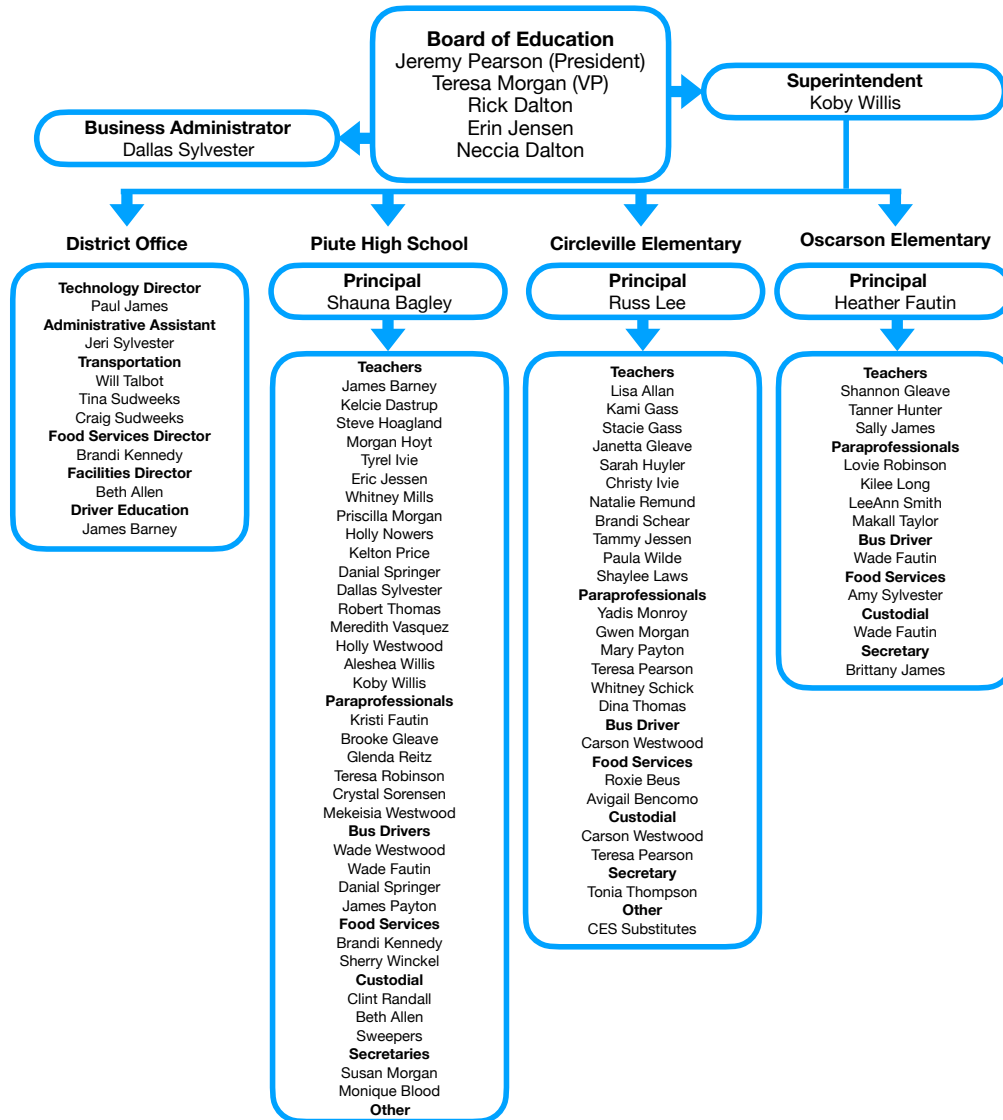 Board of Education
Jeremy Pearson (President)
Teresa Morgan (VP)
Rick Dalton
Erin Jensen
Neccia Dalton
Superintendent
Koby Willis
Business Administrator
Dallas Sylvester
District Office
Technology Director
Paul James
Administrative Assistant
Jeri Sylvester
Transportation
Will Talbot
Tina Sudweeks
Craig Sudweeks
Food Services Director
Brandi Kennedy
Facilities Director
Beth Allen
Driver Education
James Barney
Piute High School
Principal
Shauna Bagley
Teachers
James Barney
Kelcie Dastrup
Steve Hoagland
Morgan Hoyt
Tyrel Ivie
Eric Jessen
Whitney Mills
Priscilla Morgan
Holly Nowers
Kelton Price
Danial Springer
Dallas Sylvester
Robert Thomas
Meredith Vasquez
Holly Westwood
Aleshea Willis
Koby Willis
Paraprofessionals
Kristi Fautin
Brooke Gleave
Glenda Reitz
Teresa Robinson
Crystal Sorensen
Mekeisia Westwood
Bus Drivers
Wade Westwood
Wade Fautin
Danial Springer
James Payton
Food Services
Brandi Kennedy
Sherry Winckel
Custodial
Clint Randall
Beth Allen
Sweepers
Secretaries
Susan Morgan
Monique Blood
Other
Circleville Elementary
Principal
Russ Lee
Teachers
Lisa Allan
Kami Gass
Stacie Gass
Janetta Gleave
Sarah Huyler
Christy Ivie
Natalie Remund
Brandi Schear
Tammy Jessen
Paula Wilde
Shaylee Laws
Paraprofessionals
Yadis Monroy
Gwen Morgan
Mary Payton
Teresa Pearson
Whitney Schick
Dina Thomas
Bus Driver
Carson Westwood
Food Services
Roxie Beus
Avigail Bencomo
Custodial
Carson Westwood
Teresa Pearson
Secretary
Tonia Thompson
Other
CES Substitutes
Oscarson Elementary
Principal
Heather Fautin
Teachers
Shannon Gleave
Tanner Hunter
Sally James
Paraprofessionals
Lovie Robinson
Kilee Long
LeeAnn Smith
Makall Taylor
Bus Driver
Wade Fautin
Food Services
Amy Sylvester
Custodial
Wade Fautin
Secretary
Brittany James